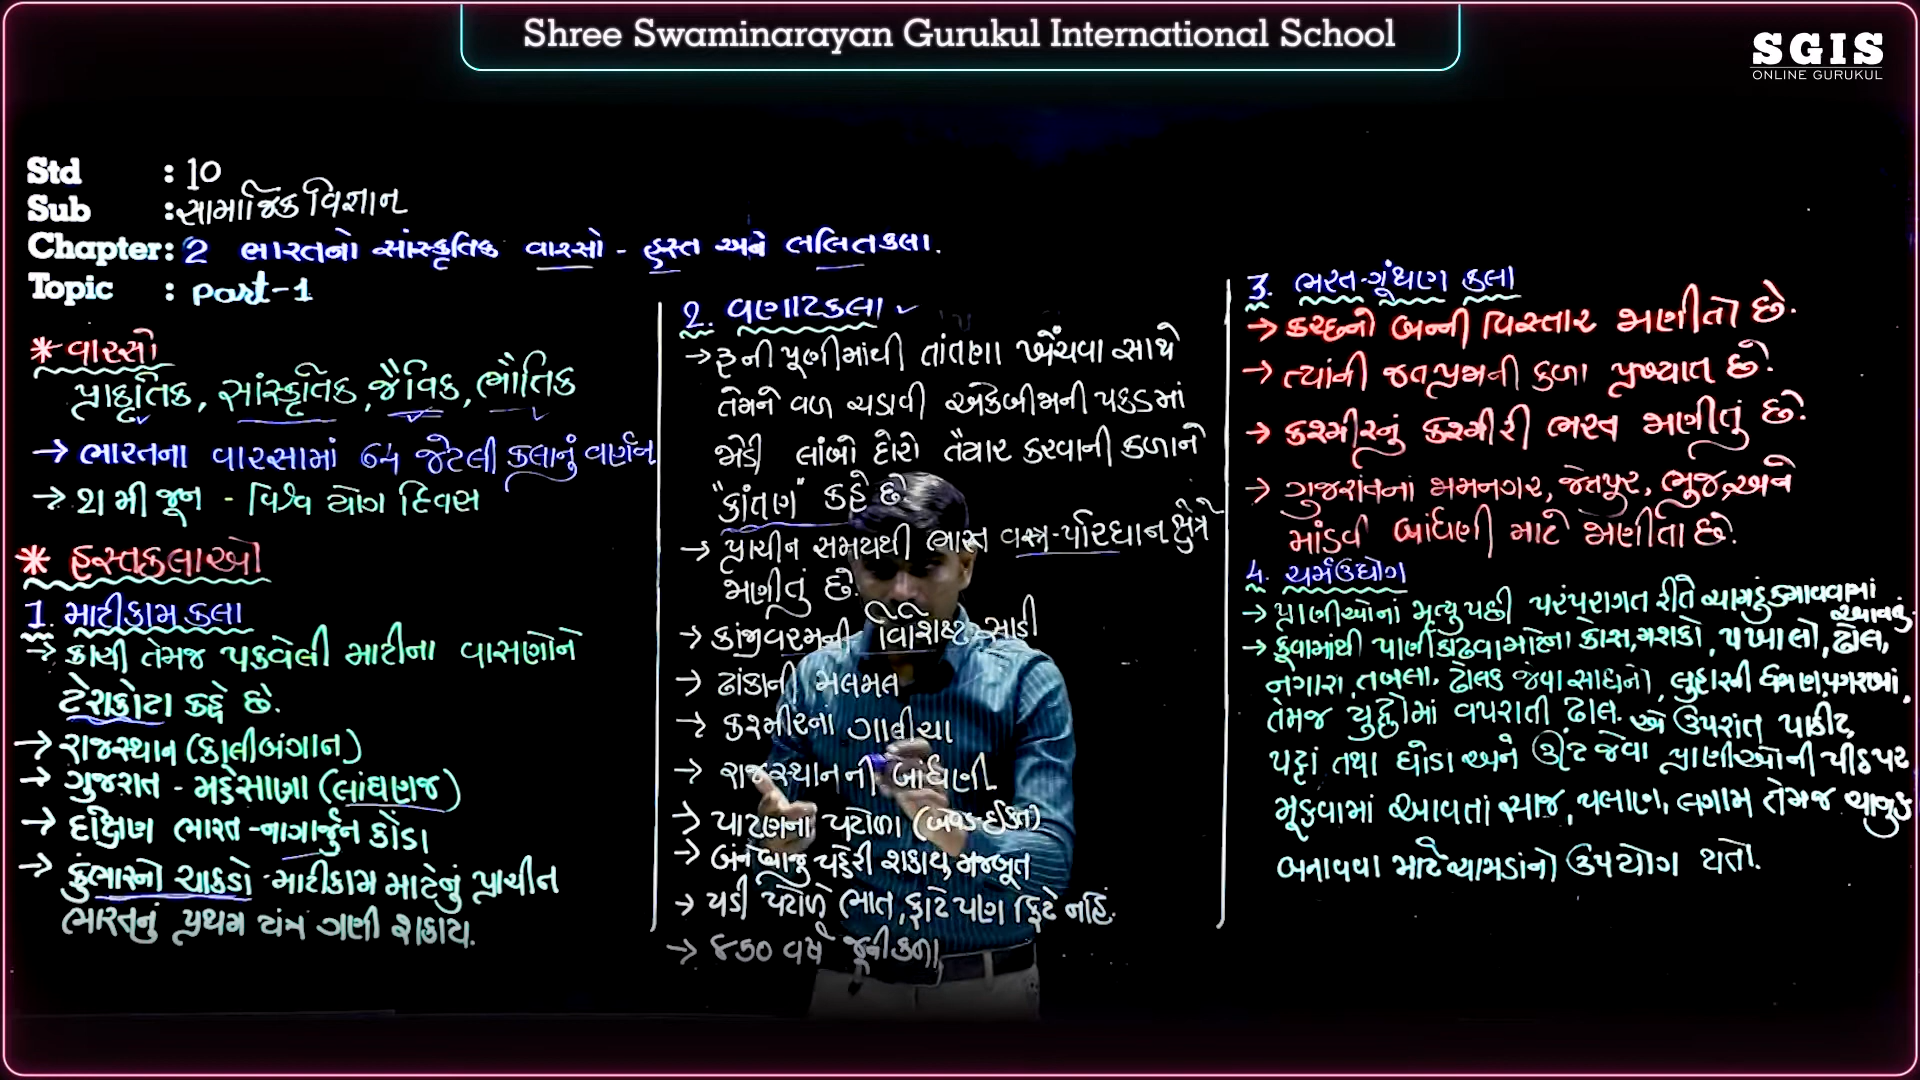 Shree Swaminarayan Gurukul International School
SGIS
ONLINE GURUKUL
Std : 10
Sub : સામાજિક વિજ્ઞાન
Chapter: 2 ભારતનો સાંસ્કૃતિક વારસો - હસ્ત અને લલિતકલા.
Topic : Part-1
* વારસો
પ્રાકૃતિક, સાંસ્કૃતિક, જૈવિક, ભૌતિક
→ ભારતના વારસામાં 64 જેટલી કલાનું વર્ણન
→ 21 મી જૂન - વિશ્વ યોગ દિવસ
* હસ્તકલાઓ
1. માટીકામ કલા
→ કાચી તેમજ પકવેલી માટીના વાસણોને
ટેરાકોટા કહે છે.
→ રાજસ્થાન (કાલીબંગાન)
→ ગુજરાત - મહેસાણા (લાંઘણજ)
→ દક્ષિણ ભારત - નાગાર્જુન કોંડા
→ કુંભારનો ચાકડો - માટીકામ માટેનું પ્રાચીન
ભારતનું પ્રથમ યંત્ર ગણી શકાય.
2. વણાટકલા
→ રૂની પૂણીમાંથી તાંતણા ખેંચવા સાથે
તેમને વળ ચડાવી એકબીજાની પકડમાં
જોડી લાંબો દોરો તૈયાર કરવાની કળાને
"કાંતણ" કહે છે
→ પ્રાચીન સમયથી ભારત વસ્ત્ર-પરિધાન ક્ષેત્રે
જાણીતું છે.
→ કાંજીવરમની વિશિષ્ટ સાડી
→ ઢાંકાની મલમલ
→ કશ્મીરના ગાલીચા
→ રાજસ્થાનની બાંધણી
→ પાટણના પટોળા
→ બંને બાજુ પહેરી શકાય, મજબૂત
→ પડી પટોળે ભાત, ફાટે પણ ફિટે નહિ.
→ 850 વર્ષ જૂની કળા
3. ભરત-ગૂંથણ કલા
→ કચ્છનો બન્ની વિસ્તાર જાણીતો છે.
→ ત્યાંની જત પ્રજાની કળા પ્રખ્યાત છે.
→ કશ્મીરનું કશ્મીરી ભરત જાણીતું છે.
→ ગુજરાતના જામનગર, જેતપુર, ભુજ, અને
માંડવી બાંધણી માટે જાણીતા છે.
4. ચર્મઉદ્યોગ
→ પ્રાણીઓનાં મૃત્યુ પછી પરંપરાગત રીતે ચામડું કમાવવામાં
આવતું.
→ કૂવામાંથી પાણી કાઢવા માટેના કોસ, મશકો, પખાલો, ઢોલ,
નગારા, તબલા, ઢોલક જેવા સાધનો, લુહારની ધમણ, પગરખાં,
તેમજ યુદ્ધોમાં વપરાતી ઢાલ. એ ઉપરાંત પાકીટ,
પટ્ટાં તથા ઘોડા અને ઊંટ જેવા પ્રાણીઓની પીઠ પર
મૂકવામાં આવતાં સાજ, પલાણ, લગામ તેમજ ચાબુક
બનાવવા માટે ચામડાંનો ઉપયોગ થતો.